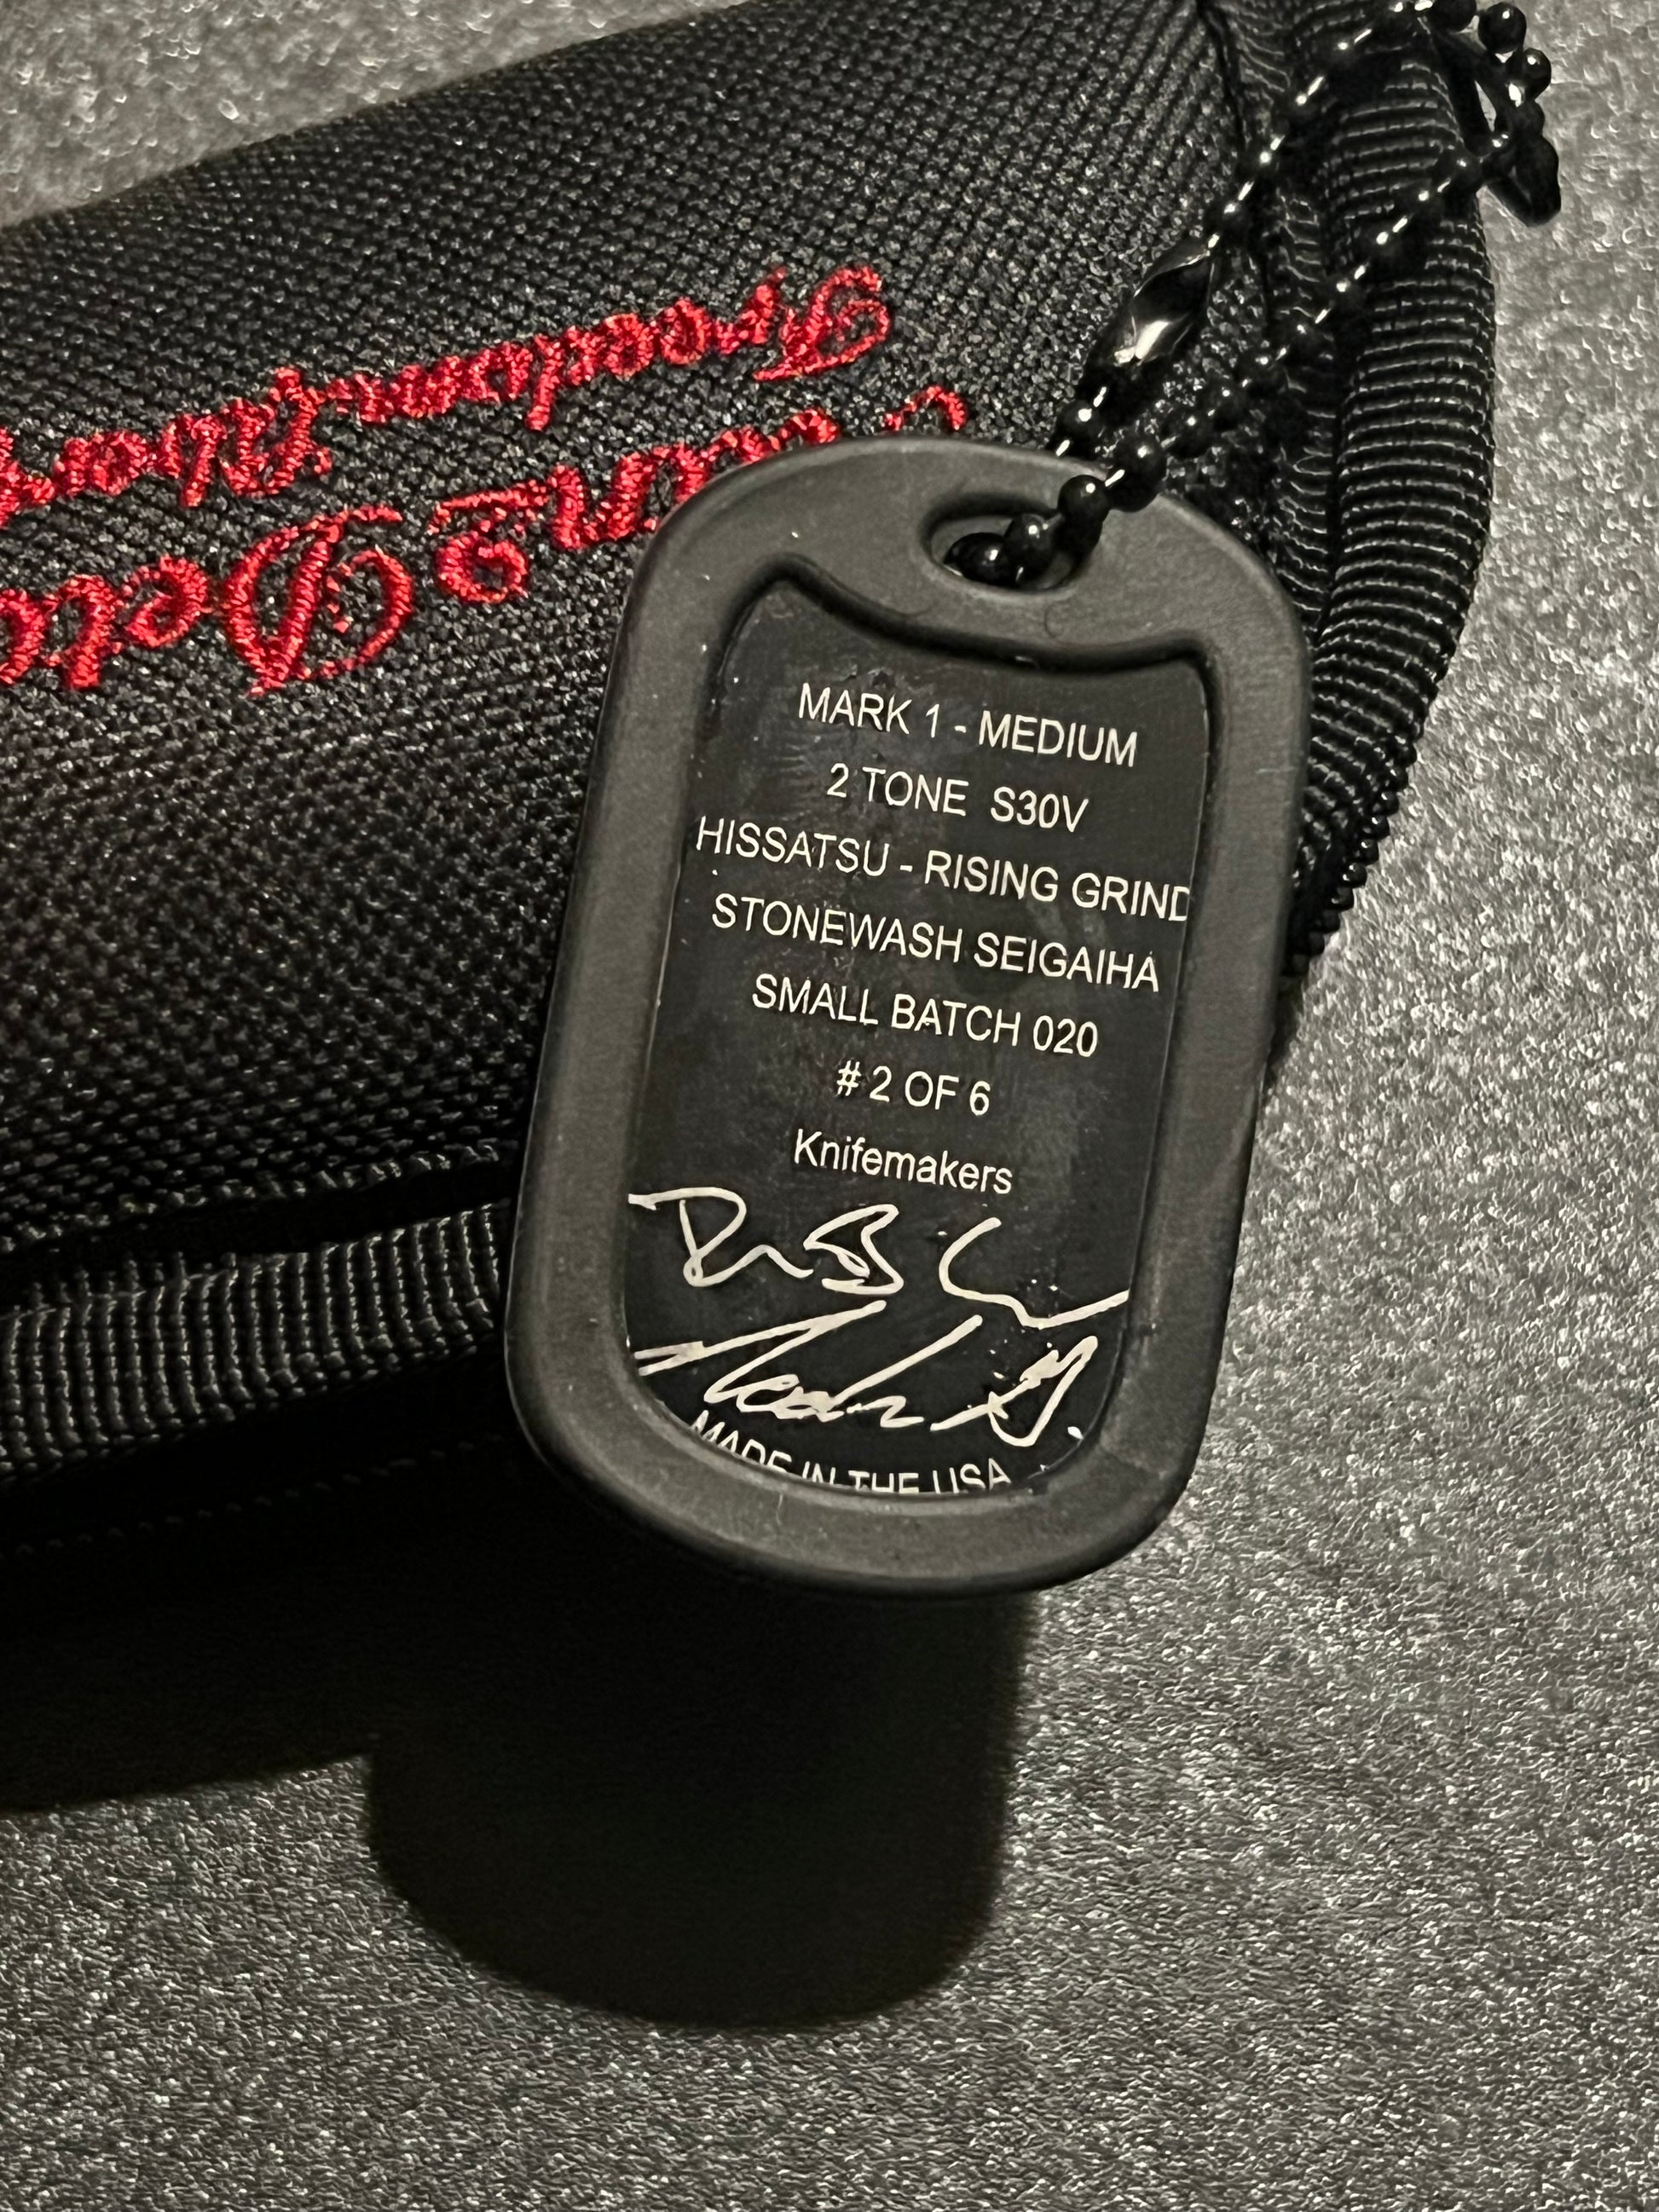 Freedom
MARK 1 - MEDIUM
2 TONE S30V
HISSATSU - RISING GRIND
STONEWASH SEIGAIHA
SMALL BATCH 020
# 2 OF 6
Knifemakers
MADE IN THE USA